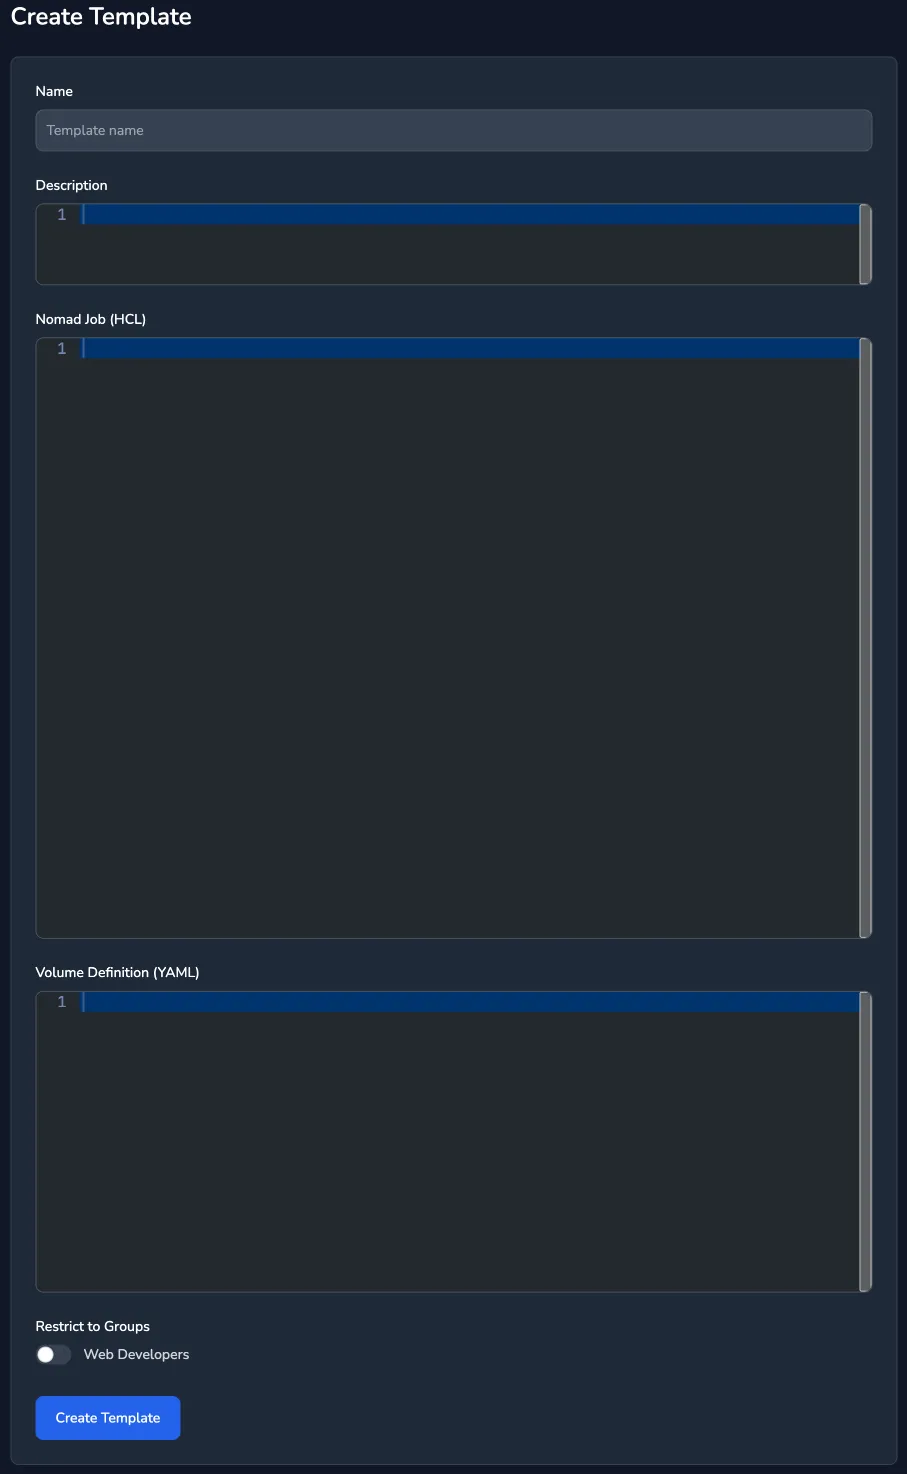 Create Template
Name
Template name
Description
1
Nomad Job (HCL)
1
Volume Definition (YAML)
1
Restrict to Groups
Web Developers
Create Template